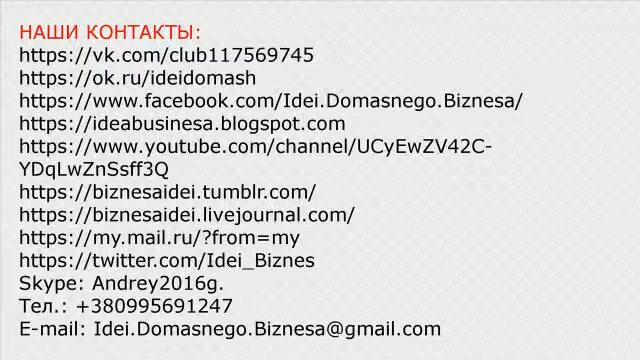 НАШИ КОНТАКТЫ:
https://vk.com/club117569745
https://ok.ru/ideidomash
https://www.facebook.com/Idei.Domasnego.Biznesa/
https://ideabusinesa.blogspot.com
https://www.youtube.com/channel/UCyEwZV42C-
YDqLwZnSsff3Q
https://biznesaidei.tumblr.com/
https://biznesaidei.livejournal.com/
https://my.mail.ru/?from=my
https://twitter.com/Idei_Biznes
Skype: Andrey2016g.
Тел.: +380995691247
E-mail: Idei.Domasnego.Biznesa@gmail.com